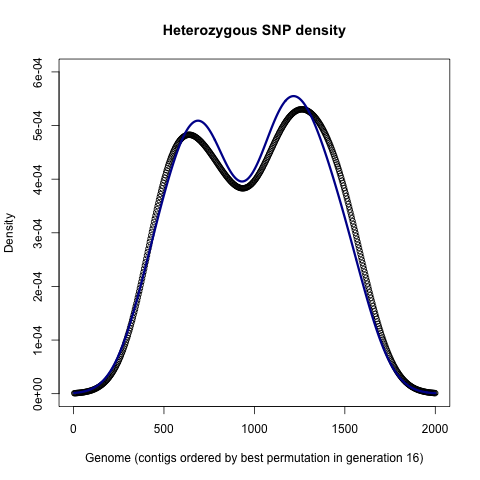 Heterozygous SNP density
6e-04
5e-04
4e-04
3e-04
2e-04
1e-04
0e+00
Density
0 500 1000 1500 2000
Genome (contigs ordered by best permutation in generation 16)